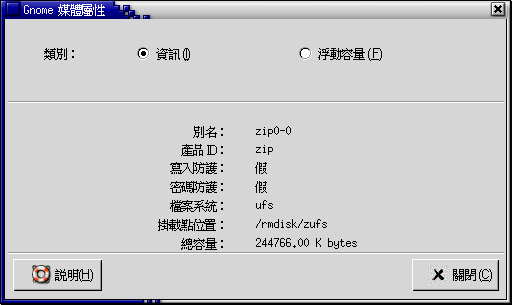 Gnome 媒體屬性
類別： 資訊(I) 浮動容量(F)
別名： zip0-0
產品 ID： zip
寫入防護： 假
密碼防護： 假
檔案系統： ufs
掛載點位置： /rmdisk/zufs
總容量： 244766.00 K bytes
說明(H) 關閉(C)